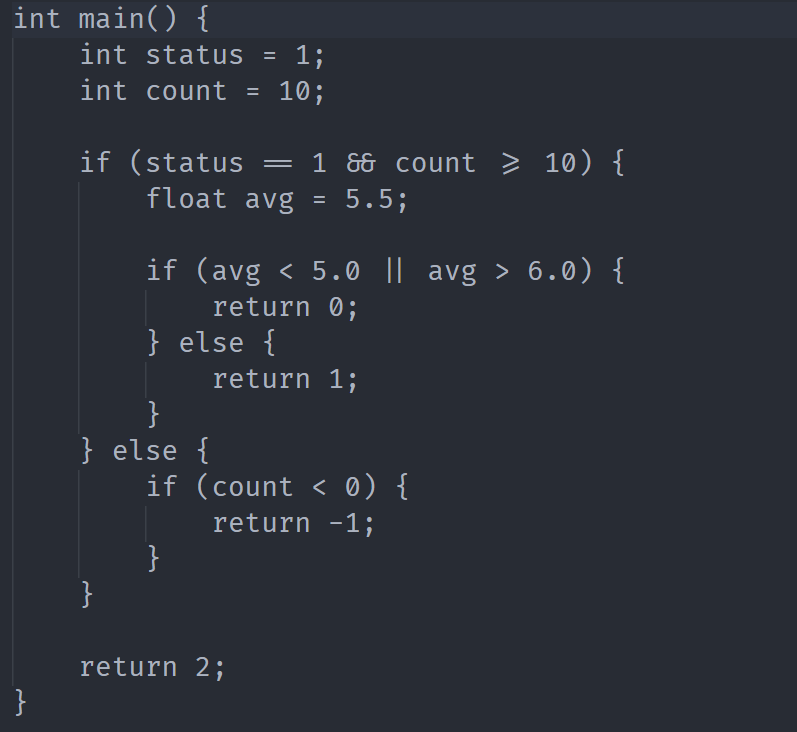 int main() {
    int status = 1;
    int count = 10;

    if (status == 1 && count >= 10) {
        float avg = 5.5;

        if (avg < 5.0 || avg > 6.0) {
            return 0;
        } else {
            return 1;
        }
    } else {
        if (count < 0) {
            return -1;
        }
    }

    return 2;
}